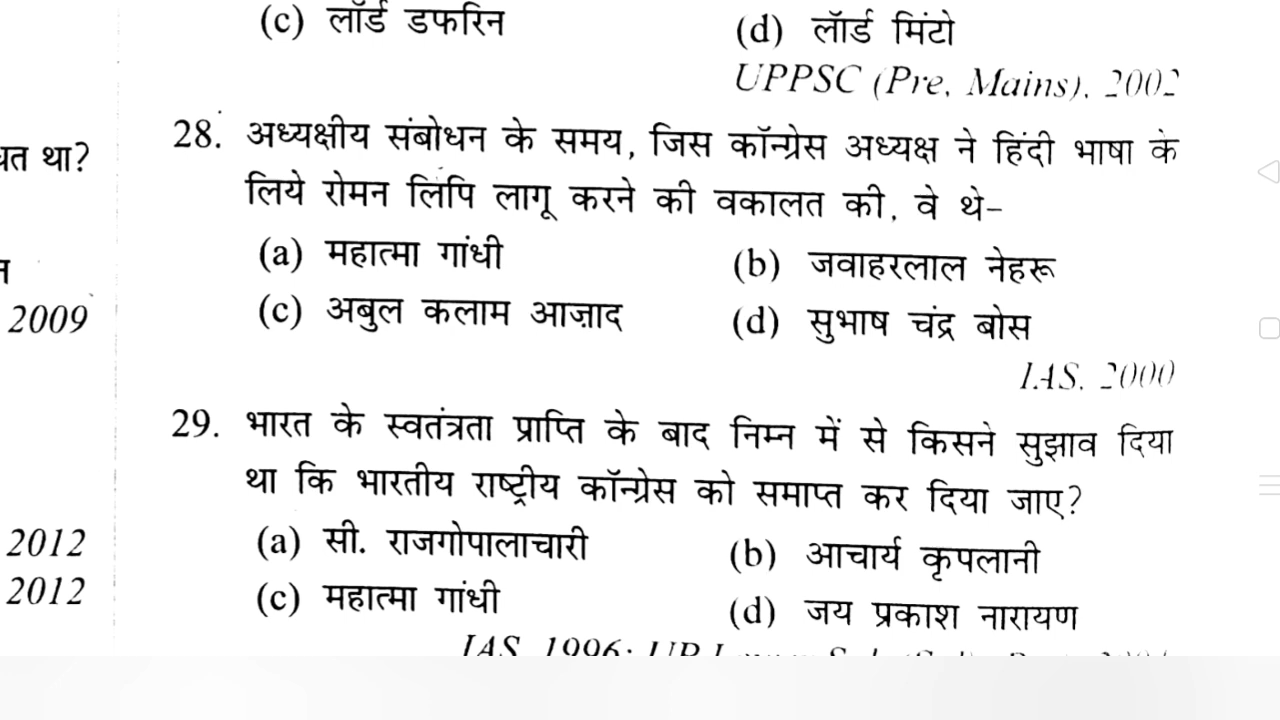 (c) लॉर्ड डफरिन (d) लॉर्ड मिंटो
UPPSC (Pre, Mains), 2002
28. अध्यक्षीय संबोधन के समय, जिस कॉन्ग्रेस अध्यक्ष ने हिंदी भाषा के
लिये रोमन लिपि लागू करने की वकालत की, वे थे–
(a) महात्मा गांधी (b) जवाहरलाल नेहरू
(c) अबुल कलाम आज़ाद (d) सुभाष चंद्र बोस
IAS, 2000
29. भारत के स्वतंत्रता प्राप्ति के बाद निम्न में से किसने सुझाव दिया
था कि भारतीय राष्ट्रीय कॉन्ग्रेस को समाप्त कर दिया जाए?
(a) सी. राजगोपालाचारी (b) आचार्य कृपलानी
(c) महात्मा गांधी (d) जय प्रकाश नारायण
IAS, 1996;
था?
2009
2012
2012